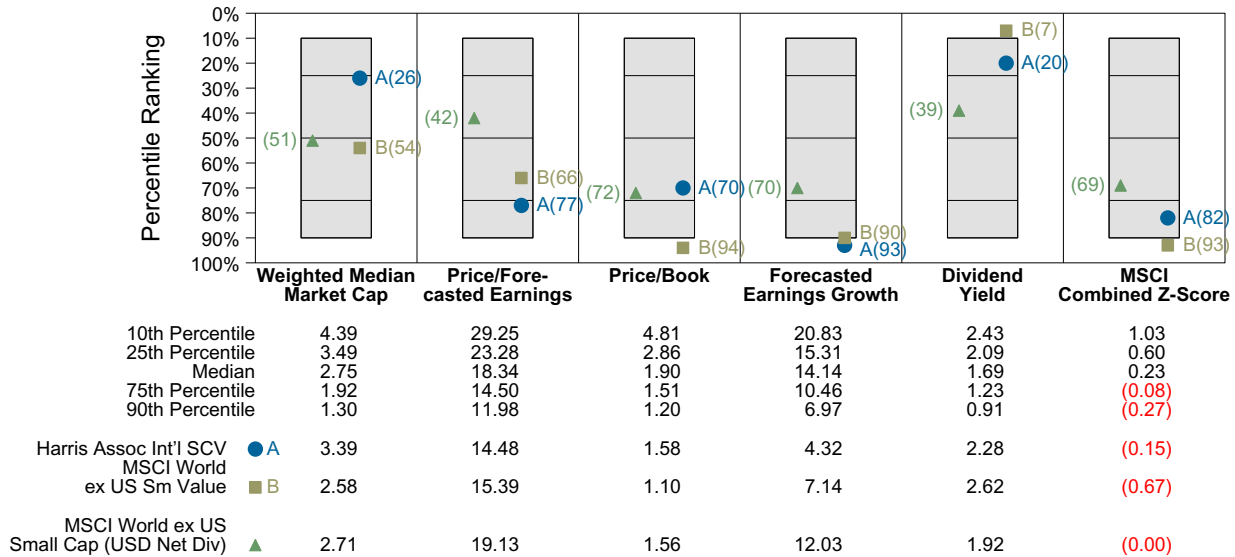 Percentile Ranking
0%
10%
20%
30%
40%
50%
60%
70%
80%
90%
100%
(51)
A(26)
B(54)
(42)
B(66)
A(77)
(72)
A(70)
B(94)
(70)
B(90)
A(93)
(39)
B(7)
A(20)
(69)
A(82)
B(93)
Weighted Median
Market Cap
Price/Fore-
casted Earnings
Price/Book
Forecasted
Earnings Growth
Dividend
Yield
MSCI
Combined Z-Score
10th Percentile 4.39 29.25 4.81 20.83 2.43 1.03
25th Percentile 3.49 23.28 2.86 15.31 2.09 0.60
Median 2.75 18.34 1.90 14.14 1.69 0.23
75th Percentile 1.92 14.50 1.51 10.46 1.23 (0.08)
90th Percentile 1.30 11.98 1.20 6.97 0.91 (0.27)
Harris Assoc Int'l SCV A 3.39 14.48 1.58 4.32 2.28 (0.15)
MSCI World
ex US Sm Value B 2.58 15.39 1.10 7.14 2.62 (0.67)
MSCI World ex US
Small Cap (USD Net Div) 2.71 19.13 1.56 12.03 1.92 (0.00)